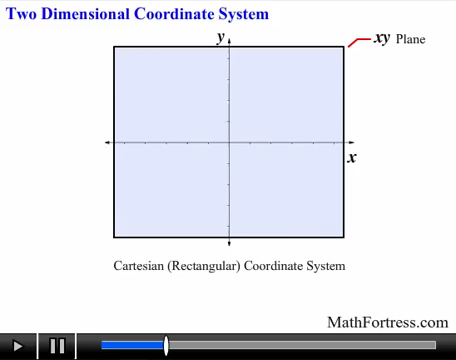 Two Dimensional Coordinate System
y
xy Plane
x
Cartesian (Rectangular) Coordinate System
MathFortress.com